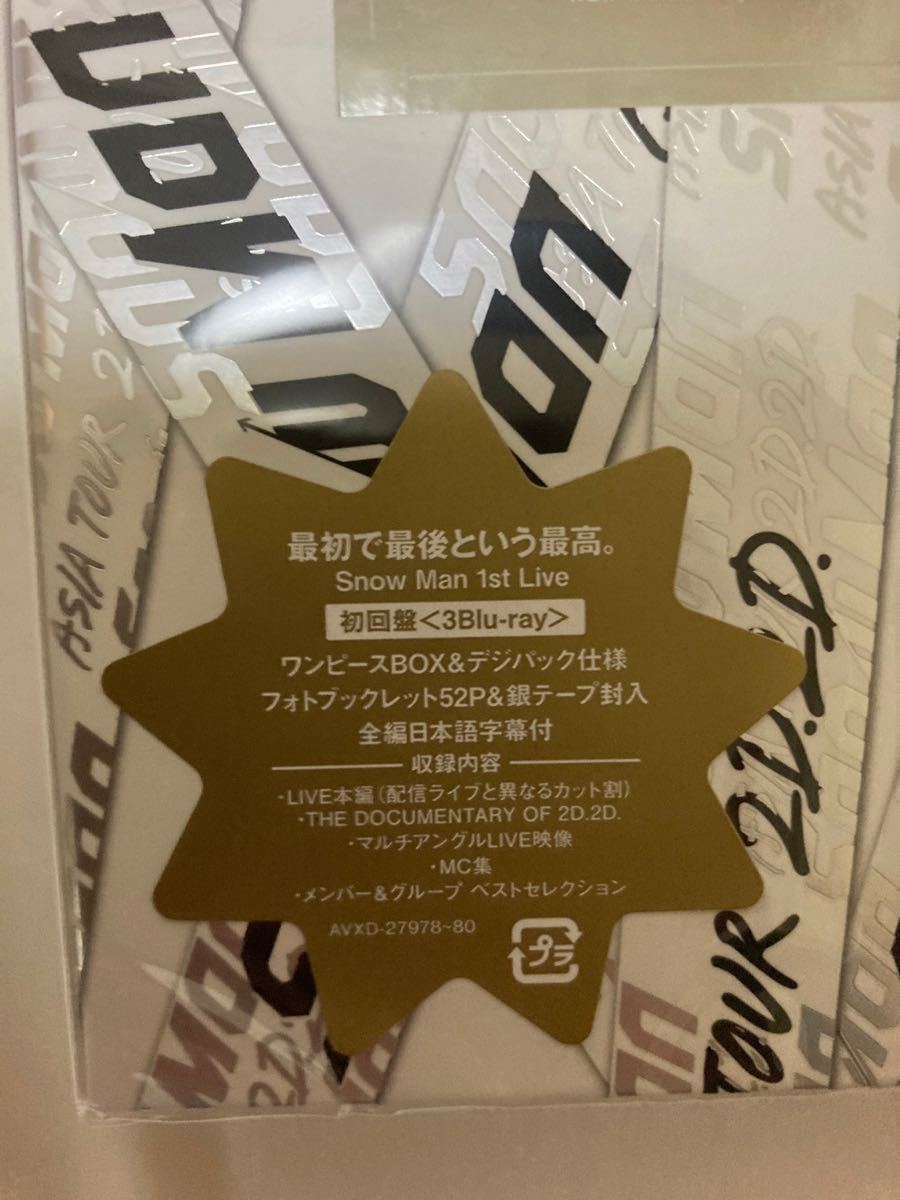 SNOW MAN
SNOW MAN
ASIA TOUR 2D.
ASIA
最初で最後という最高。
Snow Man 1st Live
初回盤<3Blu-ray>
ワンピースBOX&デジパック仕様
フォトブックレット52P&銀テープ封入
全編日本語字幕付
収録内容
・LIVE本編(配信ライブと異なるカット割)
・THE DOCUMENTARY OF 2D.2D.
・マルチアングルLIVE映像
・MC集
・メンバー&グループ ベストセレクション
AVXD-27978~80
プラ
TOUR 2D.2D.